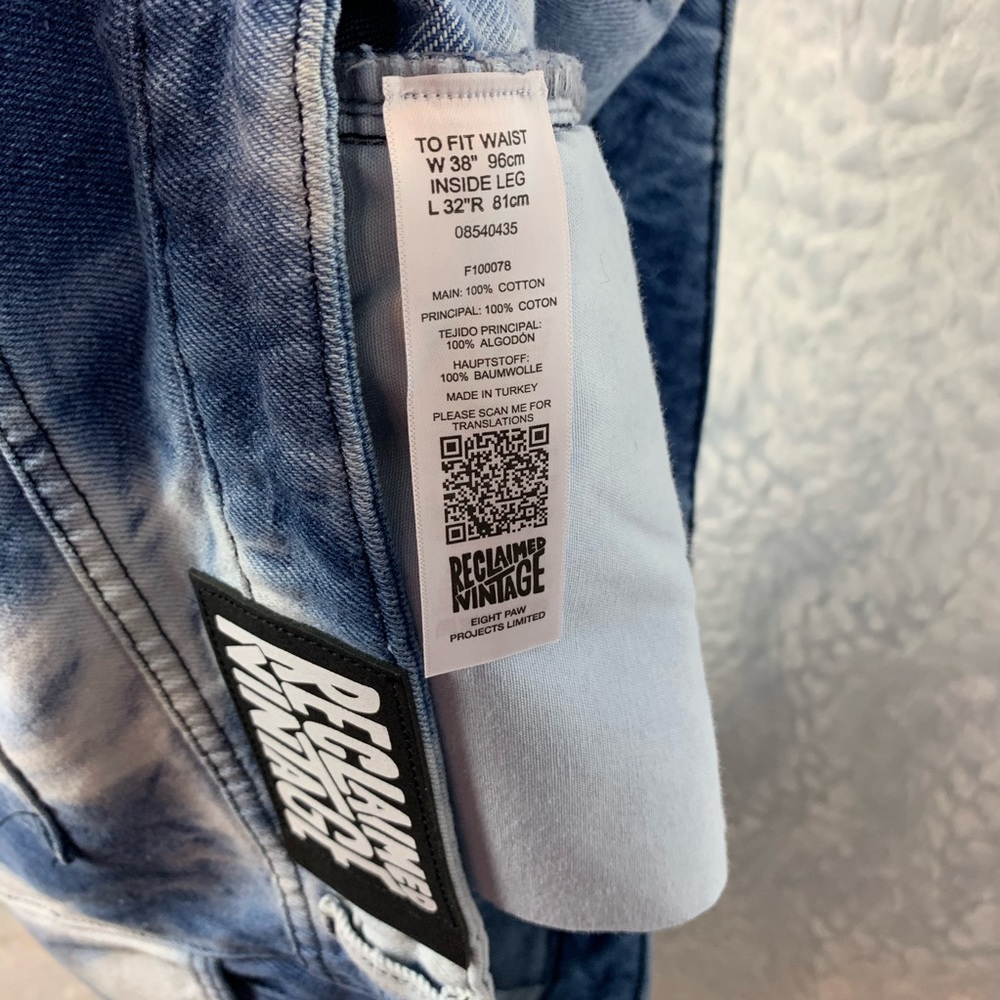 TO FIT WAIST
W 38" 96cm
INSIDE LEG
L 32"R 81cm
08540435
F100078
MAIN: 100% COTTON
PRINCIPAL: 100% COTON
TEJIDO PRINCIPAL:
100% ALGODÓN
HAUPTSTOFF:
100% BAUMWOLLE
MADE IN TURKEY
PLEASE SCAN ME FOR
TRANSLATIONS
RECLAIMED
VINTAGE
EIGHT PAW
PROJECTS LIMITED
RECLAIMED
VINTAGE